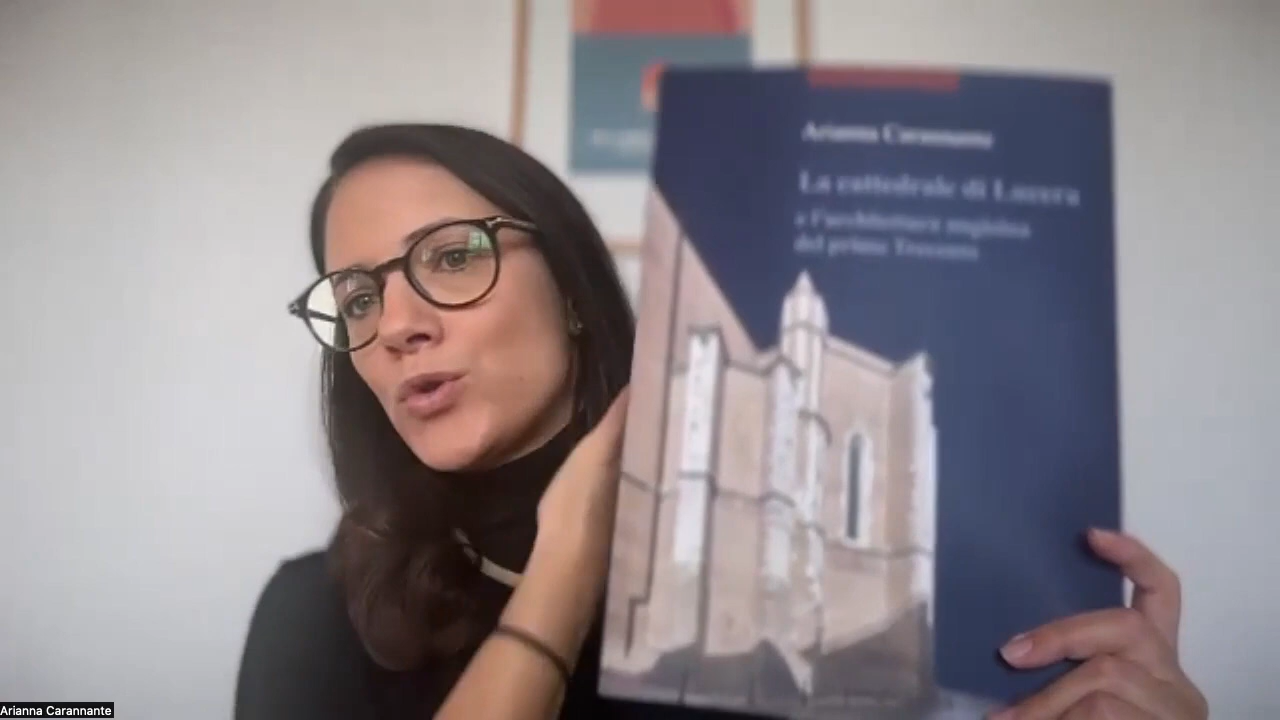 Arianna Carannante
La cattedrale di Lucera
e l'architettura angioina
del primo Trecento
Arianna Carannante